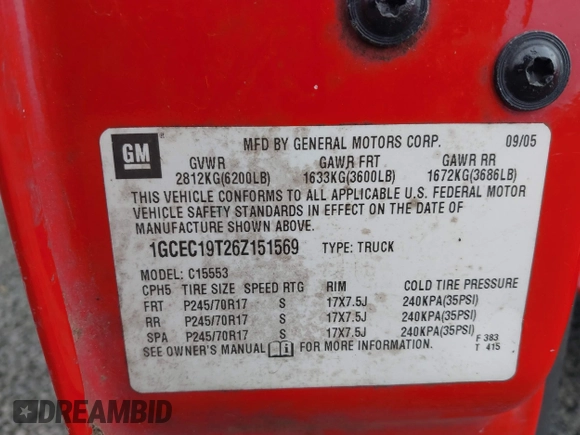 GM
MFD BY GENERAL MOTORS CORP. 09/05
GVWR GAWR FRT GAWR RR
2812KG(6200LB) 1633KG(3600LB) 1672KG(3686LB)
THIS VEHICLE CONFORMS TO ALL APPLICABLE U.S. FEDERAL MOTOR
VEHICLE SAFETY STANDARDS IN EFFECT ON THE DATE OF
MANUFACTURE SHOWN ABOVE.
1GCEC19T26Z151569 TYPE: TRUCK
MODEL: C15553
CPH5 TIRE SIZE SPEED RTG RIM COLD TIRE PRESSURE
FRT P245/70R17 S 17X7.5J 240KPA(35PSI)
RR P245/70R17 S 17X7.5J 240KPA(35PSI)
SPA P245/70R17 S 17X7.5J 240KPA(35PSI)
SEE OWNER'S MANUAL i FOR MORE INFORMATION.
F 383
T 415
DREAMBID